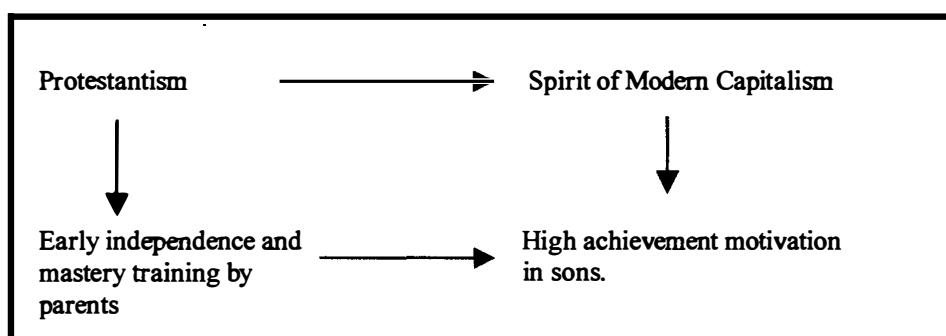 Protestantism
Spirit of Modern Capitalism
Early independence and
mastery training by
parents
High achievement motivation
in sons.